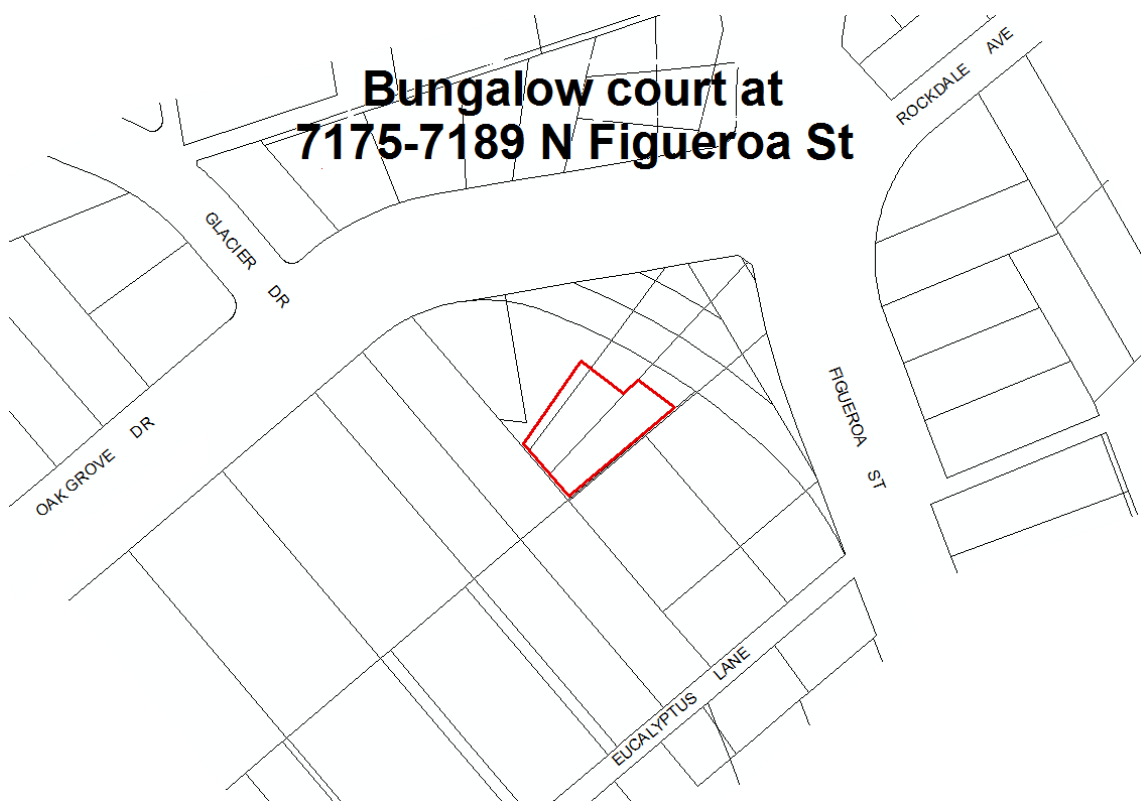 Bungalow court at
7175-7189 N Figueroa St
ROCKDALE AVE
GLACIER DR
OAK GROVE DR
FIGUEROA ST
EUCALYPTUS LANE